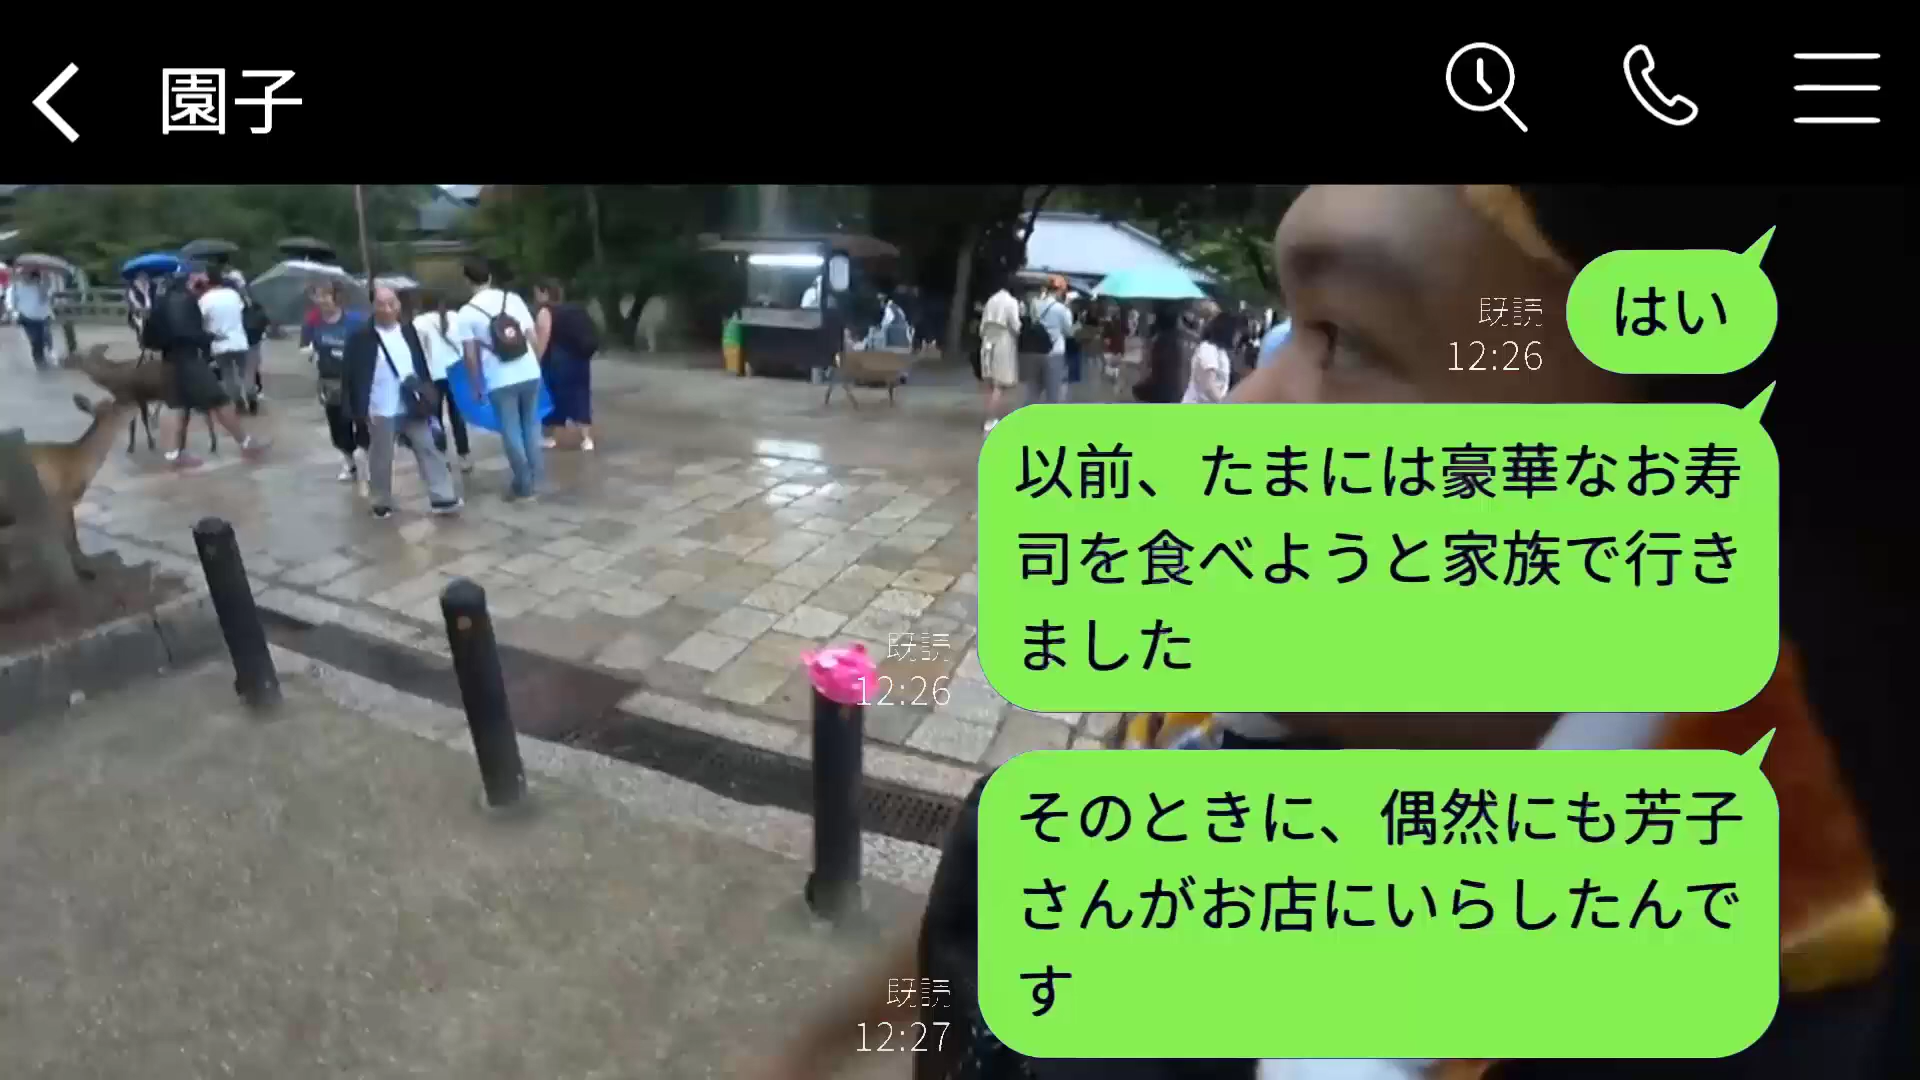 園子
はい
既読
12:26
以前、たまには豪華なお寿
司を食べようと家族で行き
ました
既読
12:26
そのときに、偶然にも芳子
さんがお店にいらしたんで
す
既読
12:27